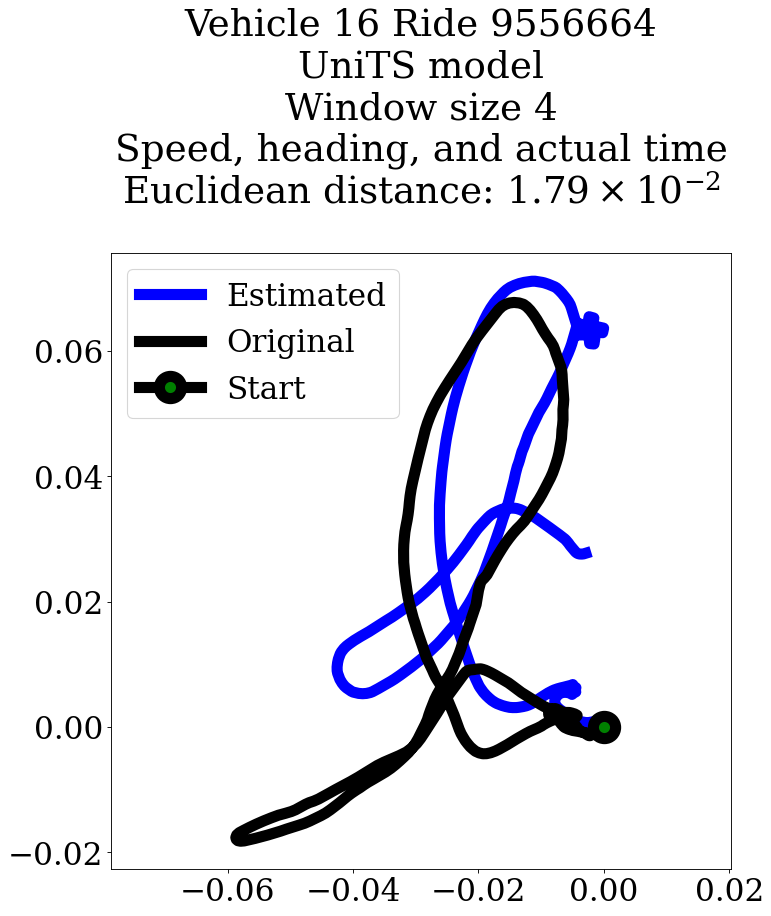 Vehicle 16 Ride 9556664
UniTS model
Window size 4
Speed, heading, and actual time
Euclidean distance: 1.79 × 10⁻²
Estimated
Original
Start
0.06
0.04
0.02
0.00
−0.02
−0.06 −0.04 −0.02 0.00 0.02